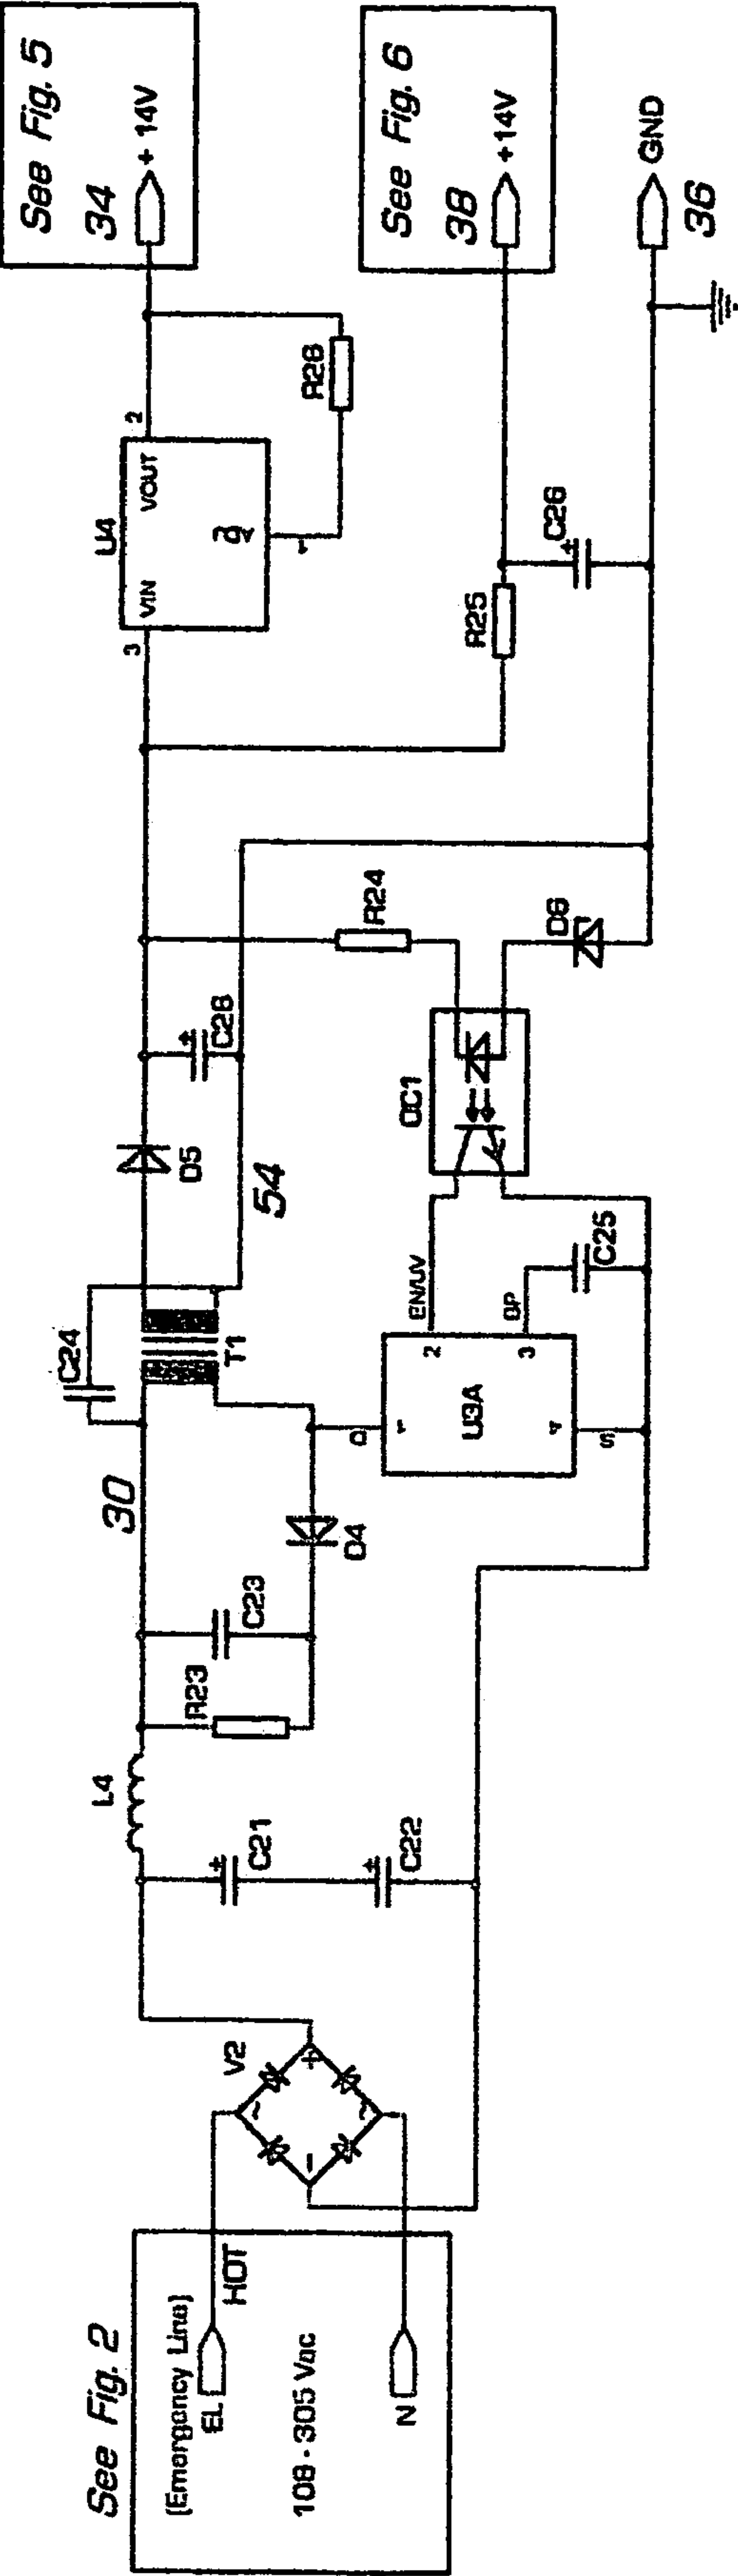 See Fig. 2
(Emergency Line)
EL
HOT
108 - 305 Vac
N
V2
~
~
+
−
L4
C21
+
C22
+
R23
C23
30
D4
C24
T1
D
1
U3A
2
EN/UV
3
BP
4
S
C25
54
D5
C28
+
OC1
R24
D6
U4
3
VIN
VOUT
2
1
R28
R25
C26
+
See Fig. 5
34
+ 14V
See Fig. 6
38
+14V
GND
36